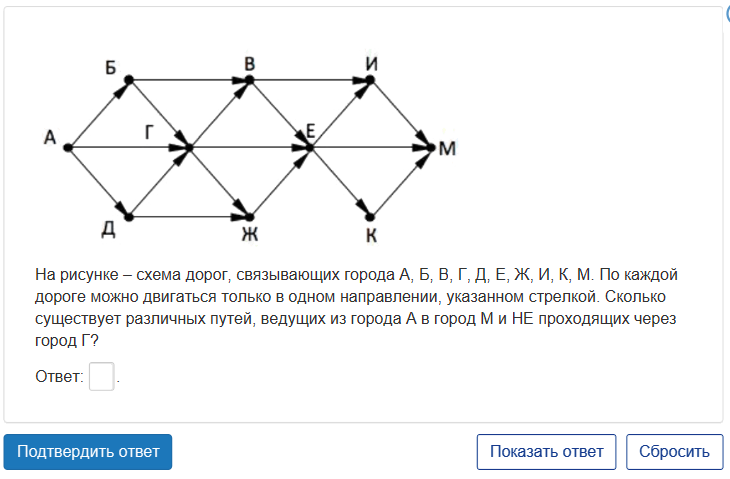 Б В И
А Г Е М
Д Ж К
На рисунке – схема дорог, связывающих города А, Б, В, Г, Д, Е, Ж, И, К, М. По каждой
дороге можно двигаться только в одном направлении, указанном стрелкой. Сколько
существует различных путей, ведущих из города А в город М и НЕ проходящих через
город Г?
Ответ: .
Подтвердить ответ Показать ответ Сбросить